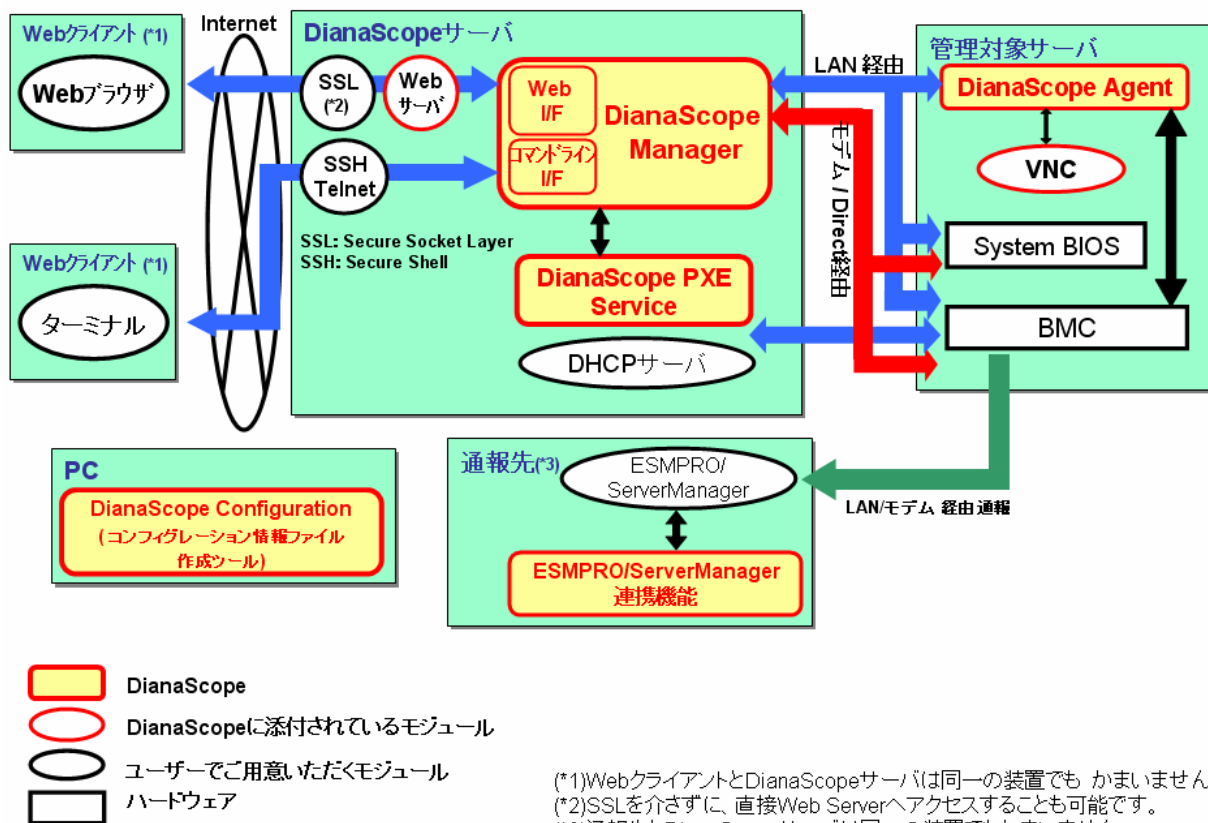 Webクライアント (*1)
Webブラウザ
Internet
DianaScopeサーバ
SSL
(*2)
Web
サーバ
Web
I/F
DianaScope
Manager
コマンドライン
I/F
SSH
Telnet
SSL: Secure Socket Layer
SSH: Secure Shell
DianaScope PXE
Service
DHCPサーバ
LAN 経由
モデム / Direct経由
管理対象サーバ
DianaScope Agent
VNC
System BIOS
BMC
Webクライアント (*1)
ターミナル
PC
DianaScope Configuration
(コンフィグレーション情報ファイル
作成ツール)
通報先(*3)
ESMPRO/
ServerManager
ESMPRO/ServerManager
連携機能
LAN/モデム 経由通報
DianaScope
DianaScopeに添付されているモジュール
ユーザーでご用意いただくモジュール
ハードウェア
(*1)WebクライアントとDianaScopeサーバは同一の装置でも かまいません
(*2)SSLを介さずに、直接Web Serverへアクセスすることも可能です。